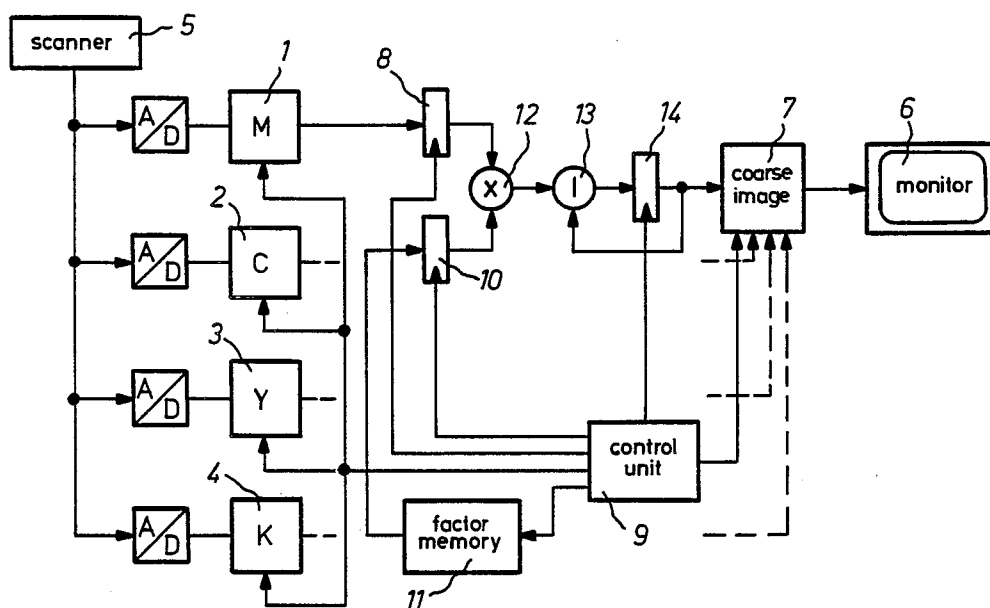 scanner
5
1
A/D
M
8
12
13
14
7
6
X
I
coarse
image
monitor
2
A/D
C
10
3
A/D
Y
control
unit
9
4
A/D
K
factor
memory
11